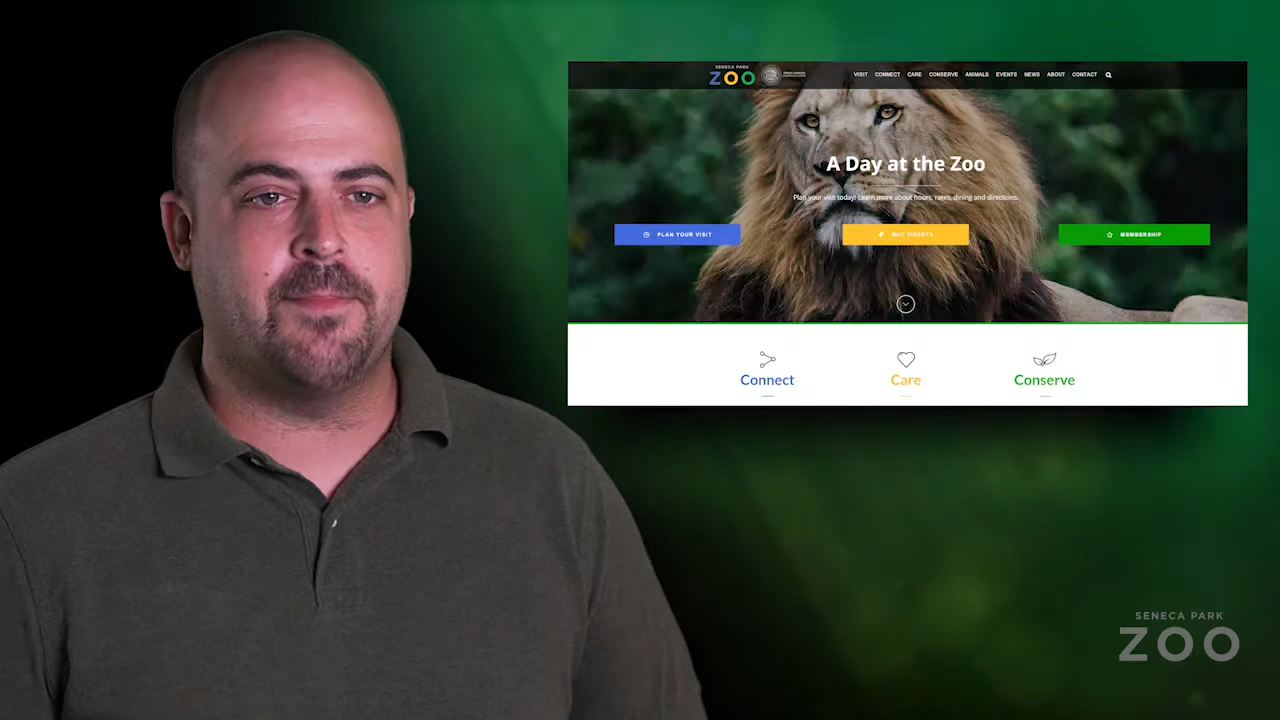 SENECA PARK
ZOO
VISIT CONNECT CARE CONSERVE ANIMALS EVENTS NEWS ABOUT CONTACT
A Day at the Zoo
Plan your visit today! Learn more about hours, rates, dining and directions.
PLAN YOUR VISIT
BUY TICKETS
MEMBERSHIP
Connect
Care
Conserve
SENECA PARK
ZOO